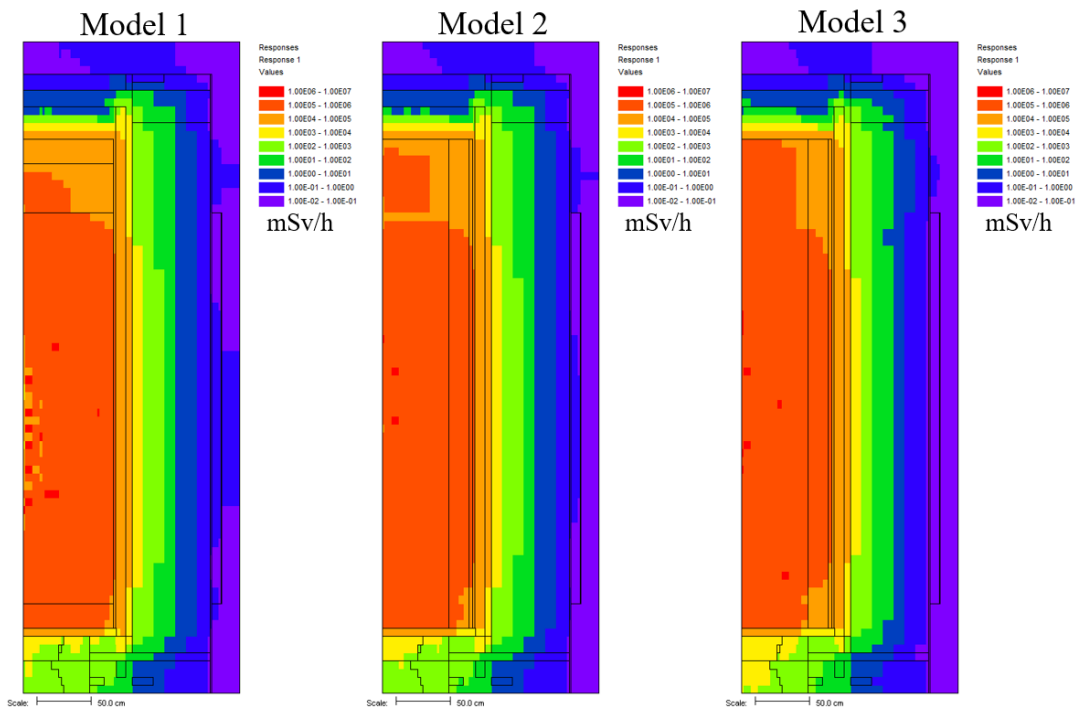 Model 1
Model 2
Model 3
Responses
Response 1
Values
1.00E06 - 1.00E07
1.00E05 - 1.00E06
1.00E04 - 1.00E05
1.00E03 - 1.00E04
1.00E02 - 1.00E03
1.00E01 - 1.00E02
1.00E00 - 1.00E01
1.00E-01 - 1.00E00
1.00E-02 - 1.00E-01
mSv/h
Responses
Response 1
Values
1.00E06 - 1.00E07
1.00E05 - 1.00E06
1.00E04 - 1.00E05
1.00E03 - 1.00E04
1.00E02 - 1.00E03
1.00E01 - 1.00E02
1.00E00 - 1.00E01
1.00E-01 - 1.00E00
1.00E-02 - 1.00E-01
mSv/h
Responses
Response 1
Values
1.00E06 - 1.00E07
1.00E05 - 1.00E06
1.00E04 - 1.00E05
1.00E03 - 1.00E04
1.00E02 - 1.00E03
1.00E01 - 1.00E02
1.00E00 - 1.00E01
1.00E-01 - 1.00E00
1.00E-02 - 1.00E-01
mSv/h
Scale: 50.0 cm
Scale: 50.0 cm
Scale: 50.0 cm